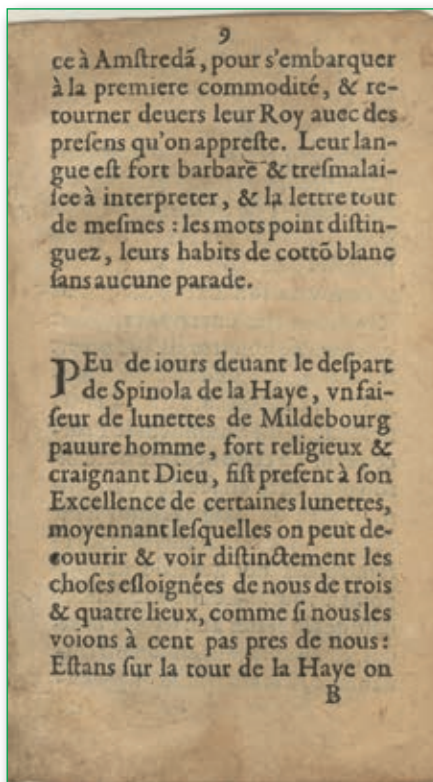 9
ce à Amſtredã, pour s'embarquer
à la premiere commodité, & re-
tourner deuers leur Roy auec des
preſens qu'on appreſte. Leur lan-
gue eſt fort barbare & treſmalai-
ſee à interpreter, & la lettre tout
de meſmes : les mots point diſtin-
guez, leurs habits de cottõ blanc
ſans aucune parade.
PEu de iours deuant le deſpart
de Spinola de la Haye, vn fai-
ſeur de lunettes de Mildebourg
pauure homme, fort religieux &
craignant Dieu, fiſt preſent à ſon
Excellence de certaines lunettes,
moyennant leſquelles on peut de-
couurir & voir diſtinctement les
choſes eſloignées de nous de trois
& quatre lieux, comme ſi nous les
voions à cent pas pres de nous:
Eſtans ſur la tour de la Haye on
B